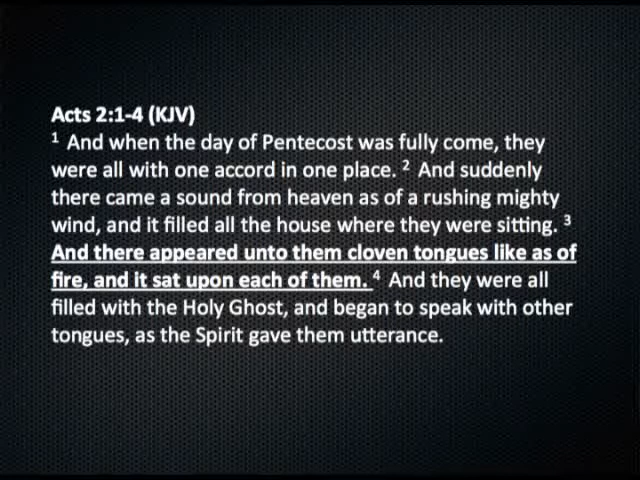 Acts 2:1-4 (KJV)
1 And when the day of Pentecost was fully come, they
were all with one accord in one place. 2 And suddenly
there came a sound from heaven as of a rushing mighty
wind, and it filled all the house where they were sitting. 3
And there appeared unto them cloven tongues like as of
fire, and it sat upon each of them. 4 And they were all
filled with the Holy Ghost, and began to speak with other
tongues, as the Spirit gave them utterance.